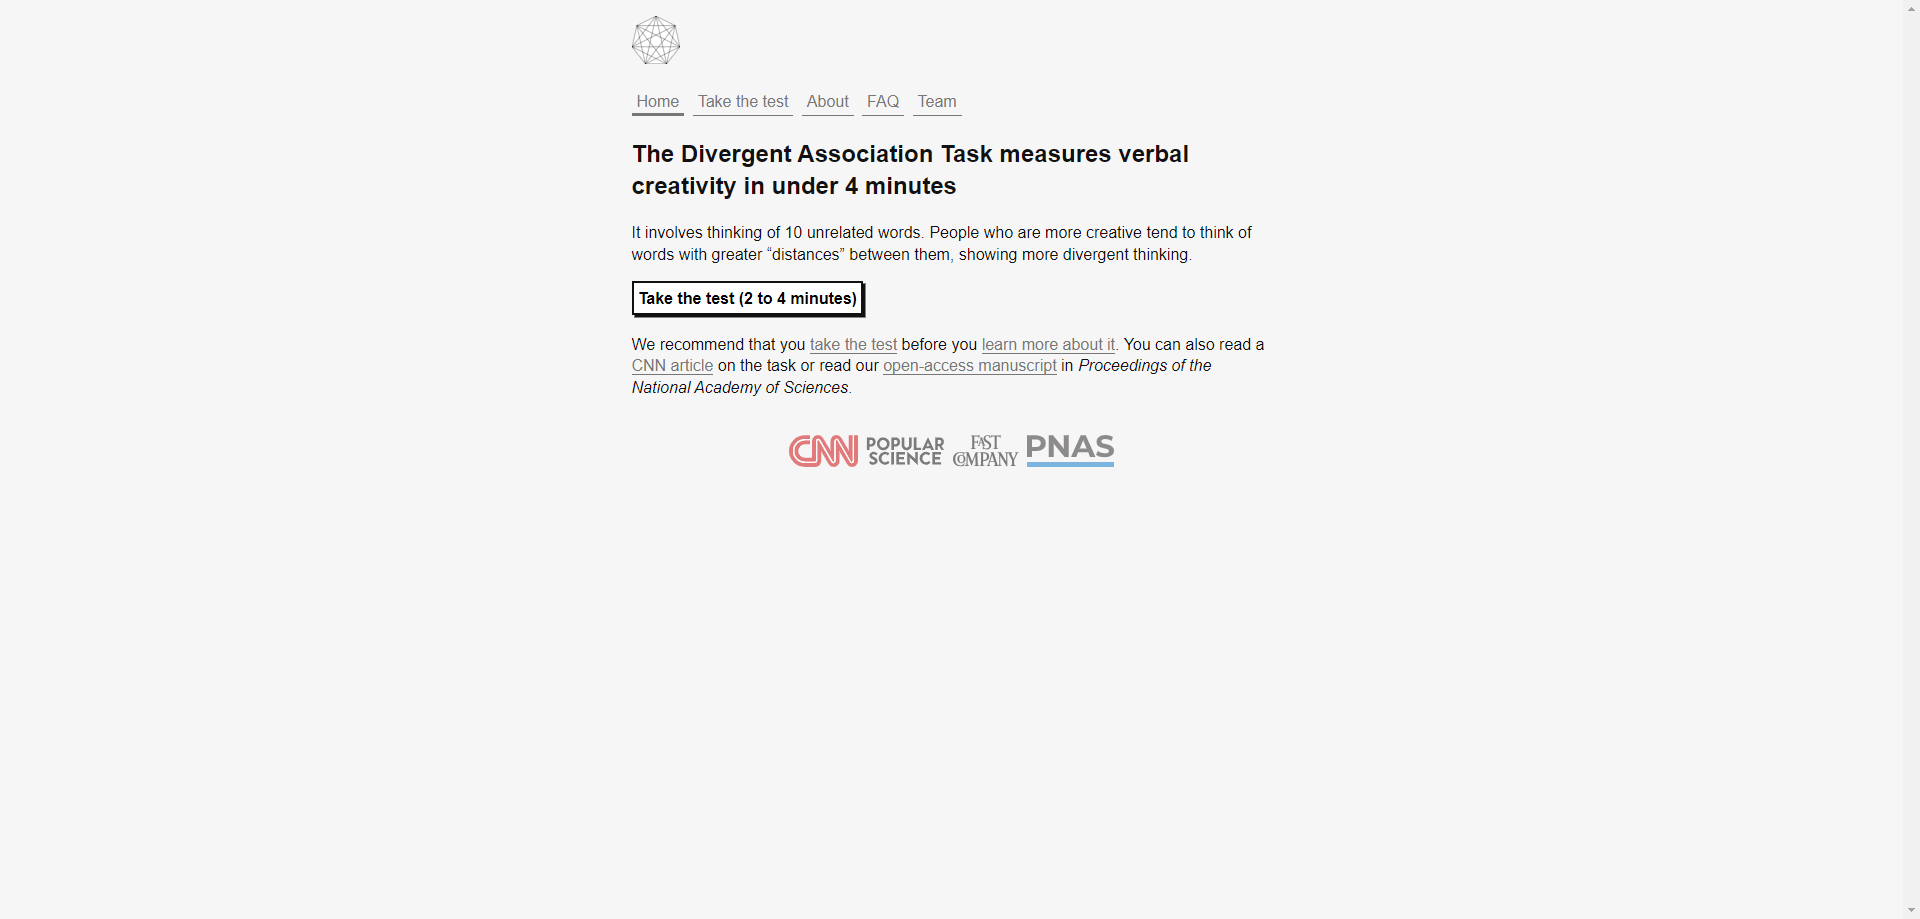 Home Take the test About FAQ Team
The Divergent Association Task measures verbal
creativity in under 4 minutes
It involves thinking of 10 unrelated words. People who are more creative tend to think of
words with greater “distances” between them, showing more divergent thinking.
Take the test (2 to 4 minutes)
We recommend that you take the test before you learn more about it. You can also read a
CNN article on the task or read our open-access manuscript in Proceedings of the
National Academy of Sciences.
CNN POPULAR SCIENCE FAST COMPANY PNAS